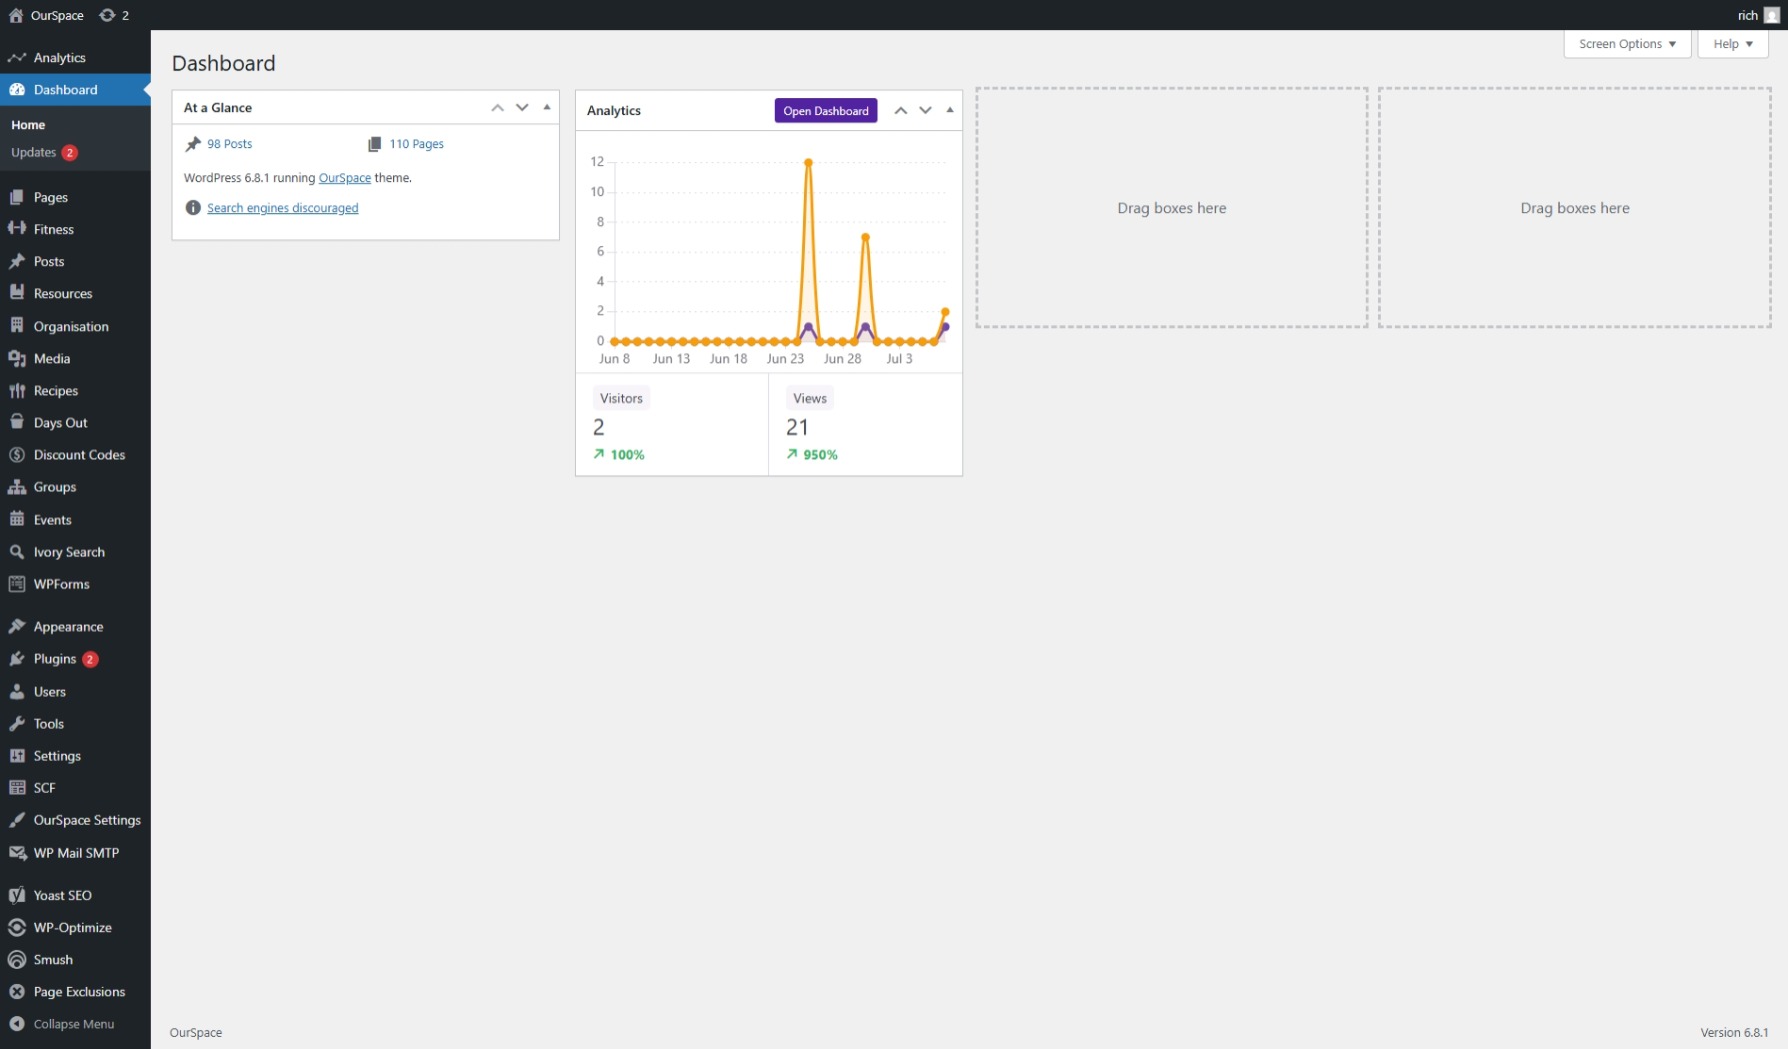 OurSpace 2 rich
Screen Options Help
Analytics
Dashboard
Home
Updates 2
Pages
Fitness
Posts
Resources
Organisation
Media
Recipes
Days Out
Discount Codes
Groups
Events
Ivory Search
WPForms
Appearance
Plugins 2
Users
Tools
Settings
SCF
OurSpace Settings
WP Mail SMTP
Yoast SEO
WP-Optimize
Smush
Page Exclusions
Collapse Menu
Dashboard
At a Glance
98 Posts 110 Pages
WordPress 6.8.1 running OurSpace theme.
Search engines discouraged
Analytics Open Dashboard
12
10
8
6
4
2
0
Jun 8 Jun 13 Jun 18 Jun 23 Jun 28 Jul 3
Visitors
2
100%
Views
21
950%
Drag boxes here
Drag boxes here
OurSpace Version 6.8.1